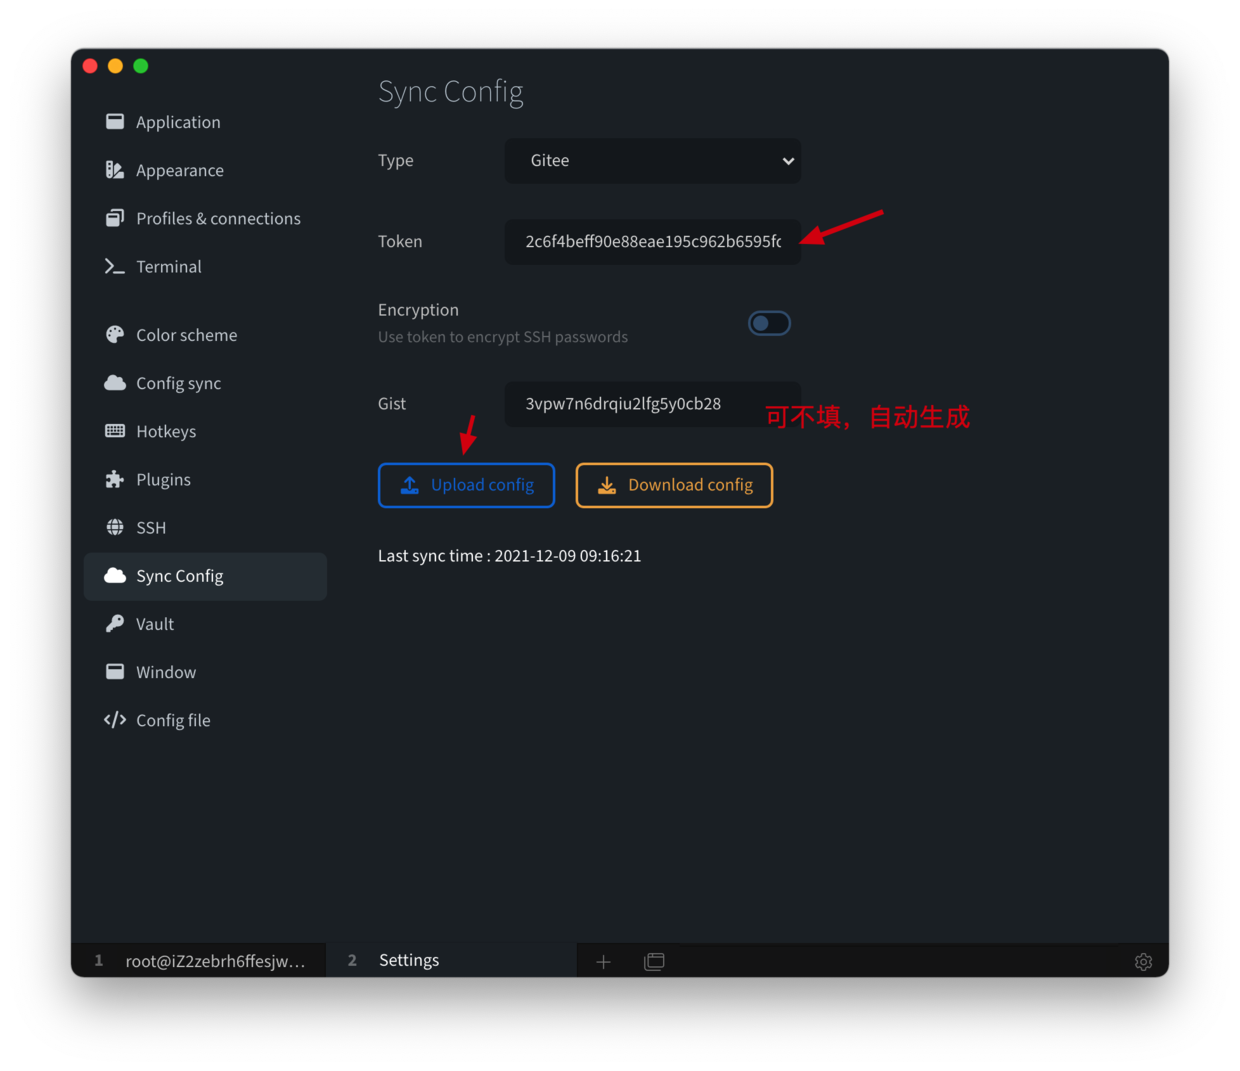 Sync Config
Application
Appearance
Profiles & connections
Terminal
Color scheme
Config sync
Hotkeys
Plugins
SSH
Sync Config
Vault
Window
Config file
Type
Gitee
Token
2c6f4beff90e88eae195c962b6595fc
Encryption
Use token to encrypt SSH passwords
Gist
3vpw7n6drqiu2lfg5y0cb28
可不填，自动生成
Upload config
Download config
Last sync time : 2021-12-09 09:16:21
1 root@iZ2zebrh6ffesjw...
2 Settings